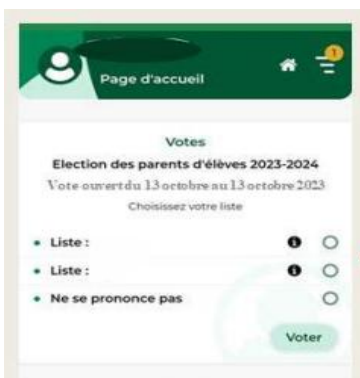 Page d'accueil
1
Votes
Election des parents d'élèves 2023-2024
Vote ouvert du 13 octobre au 13 octobre 2023
Choisissez votre liste
• Liste :
• Liste :
• Ne se prononce pas
Voter